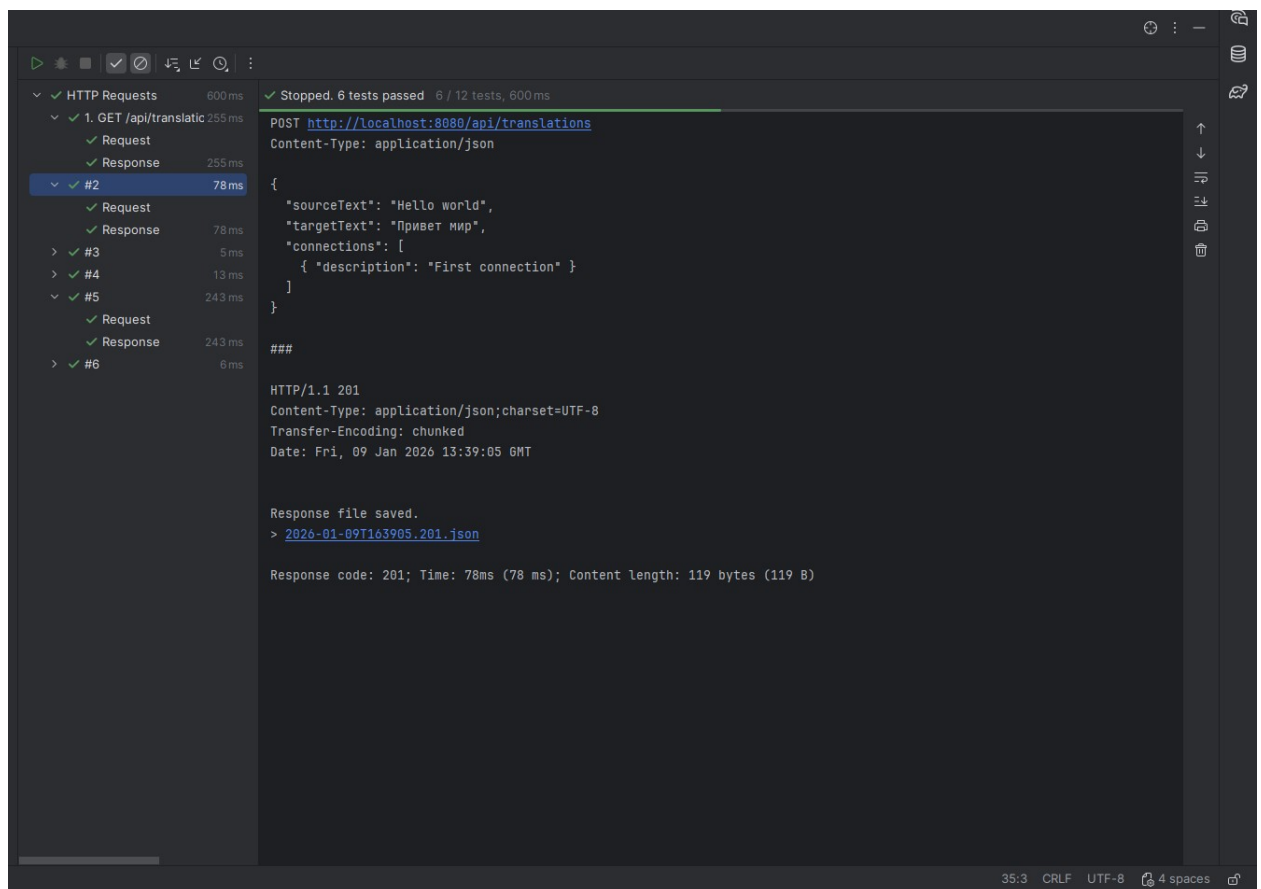 HTTP Requests 600 ms
1. GET /api/translatic 255 ms
Request
Response 255 ms
#2 78 ms
Request
Response 78 ms
#3 5 ms
#4 13 ms
#5 243 ms
Request
Response 243 ms
#6 6 ms
Stopped. 6 tests passed 6 / 12 tests, 600 ms
POST http://localhost:8080/api/translations
Content-Type: application/json
{
"sourceText": "Hello world",
"targetText": "Привет мир",
"connections": [
{ "description": "First connection" }
]
}
###
HTTP/1.1 201
Content-Type: application/json;charset=UTF-8
Transfer-Encoding: chunked
Date: Fri, 09 Jan 2026 13:39:05 GMT
Response file saved.
> 2026-01-09T163905.201.json
Response code: 201; Time: 78ms (78 ms); Content length: 119 bytes (119 B)
35:3 CRLF UTF-8 4 spaces